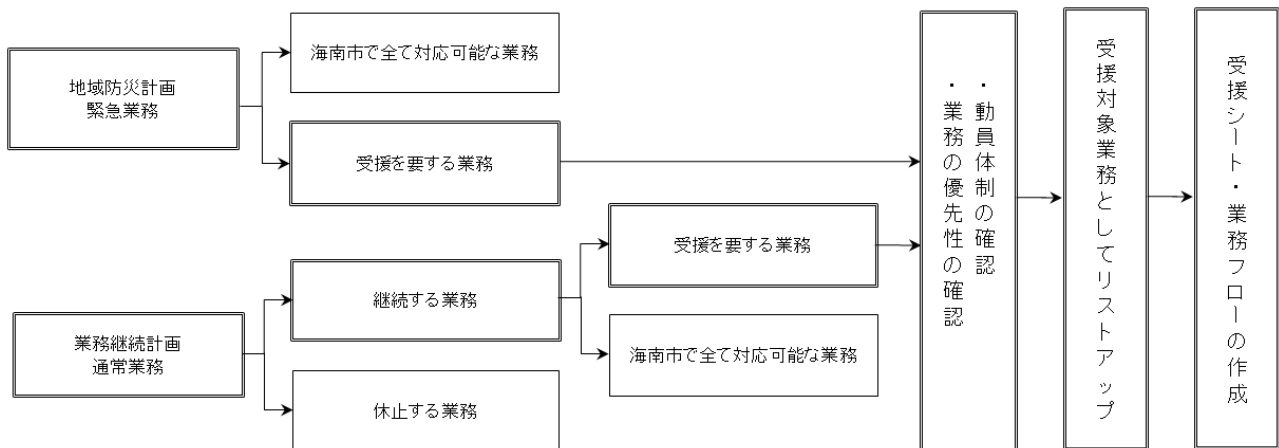 地域防災計画
緊急業務
海南市で全て対応可能な業務
受援を要する業務
業務継続計画
通常業務
継続する業務
休止する業務
受援を要する業務
海南市で全て対応可能な業務
・動員体制の確認
・業務の優先性の確認
受援対象業務としてリストアップ
受援シート・業務フローの作成